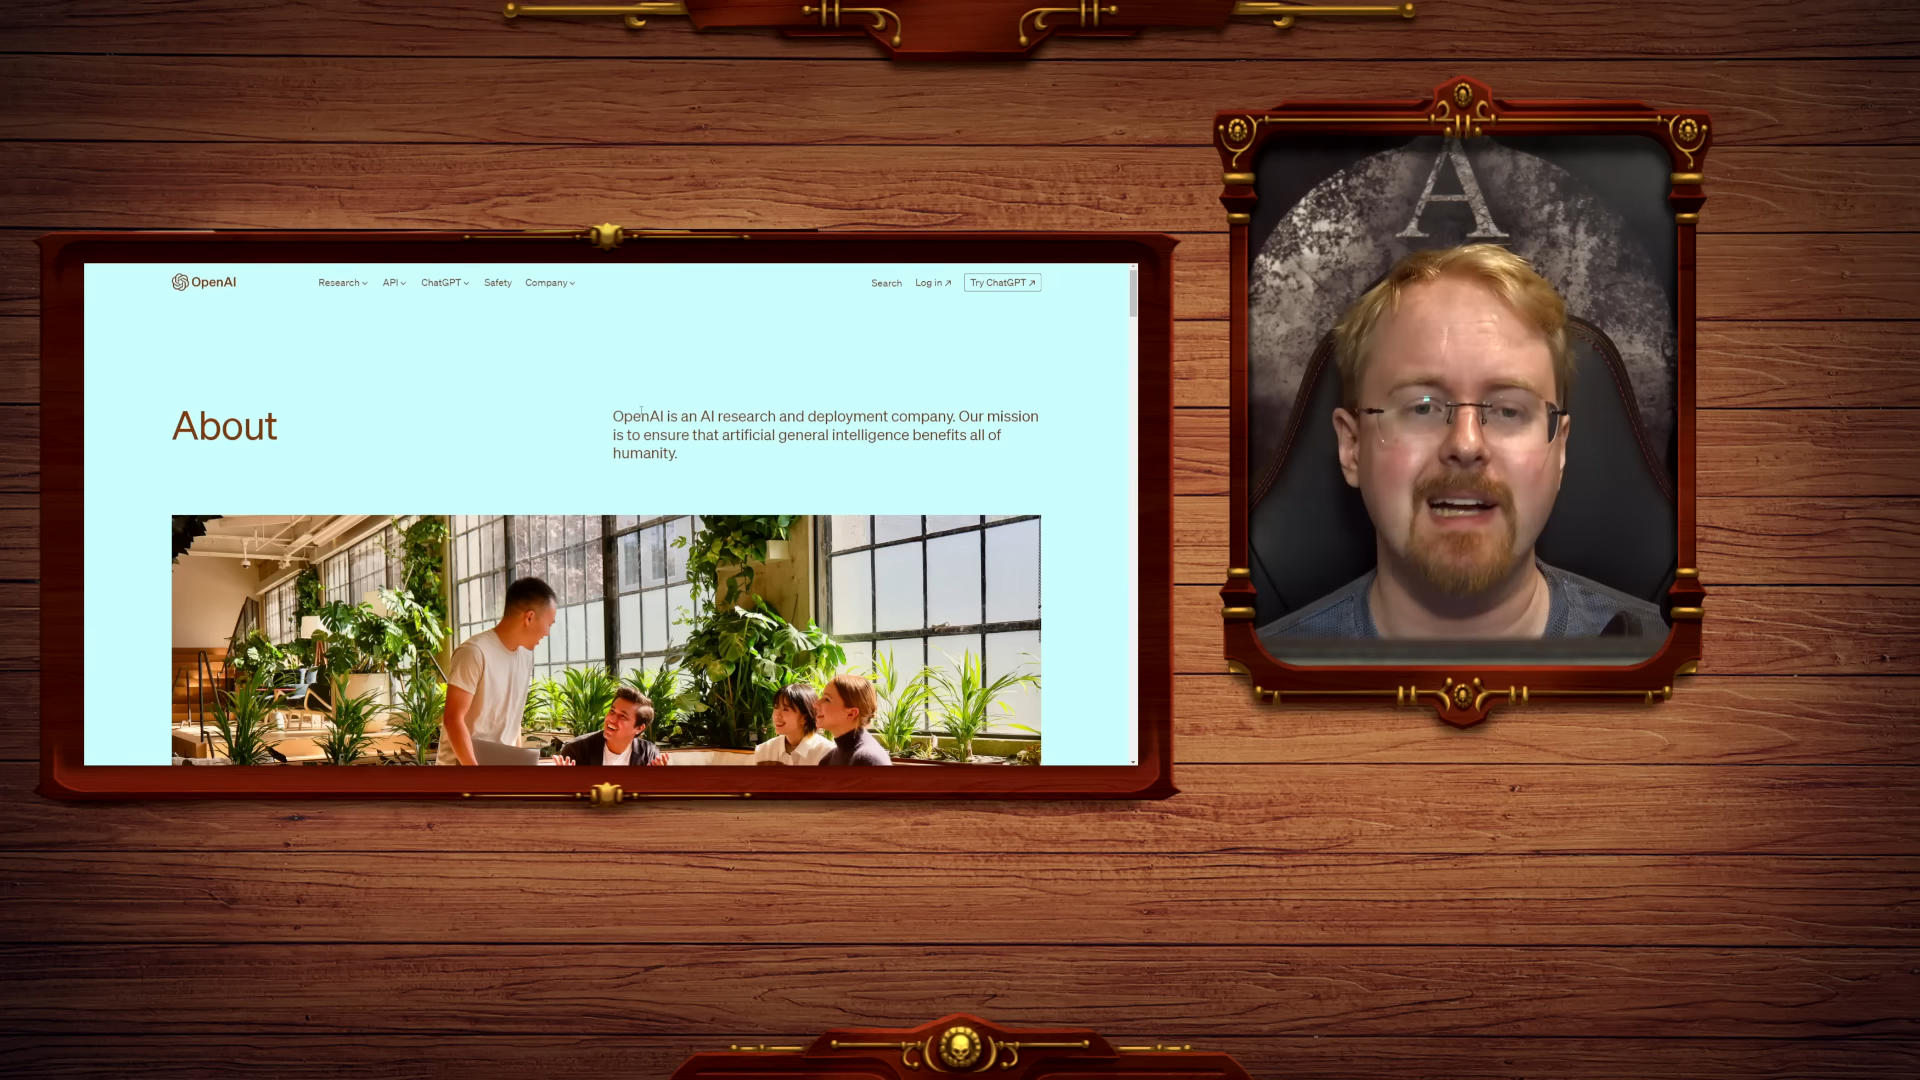 A
OpenAI
Research
API
ChatGPT
Safety
Company
Search
Log in ↗
Try ChatGPT ↗
About
OpenAI is an AI research and deployment company. Our mission
is to ensure that artificial general intelligence benefits all of
humanity.